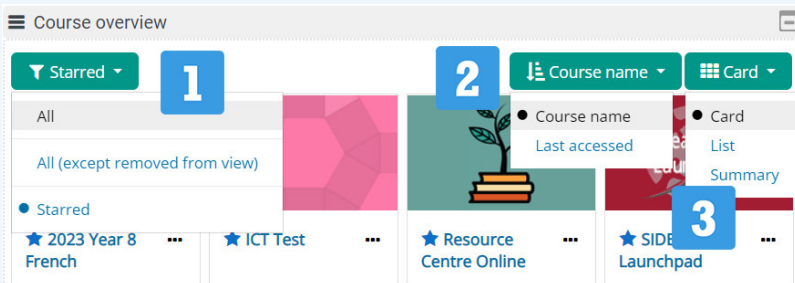 Course overview
Starred
1
2
Course name
Card
All
All (except removed from view)
Starred
Course name
Last accessed
Card
List
Summary
3
2023 Year 8
French
ICT Test
Resource
Centre Online
Launchpad